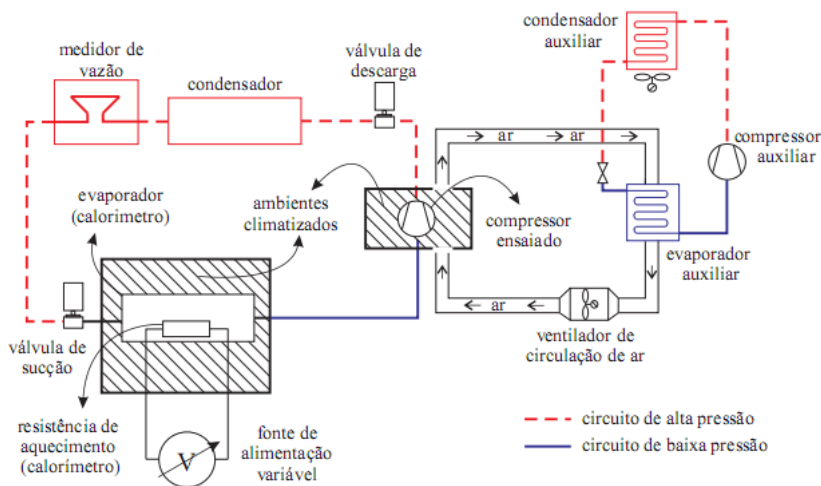 condensador
auxiliar
válvula de
descarga
medidor de
vazão
condensador
ar
ar
compressor
auxiliar
evaporador
(calorimetro)
ambientes
climatizados
compressor
ensaiado
evaporador
auxiliar
ar
válvula de
sucção
ventilador de
circulação de ar
resistência de
aquecimento
(calorímetro)
V
fonte de
alimentação
variável
circuito de alta pressão
circuito de baixa pressão